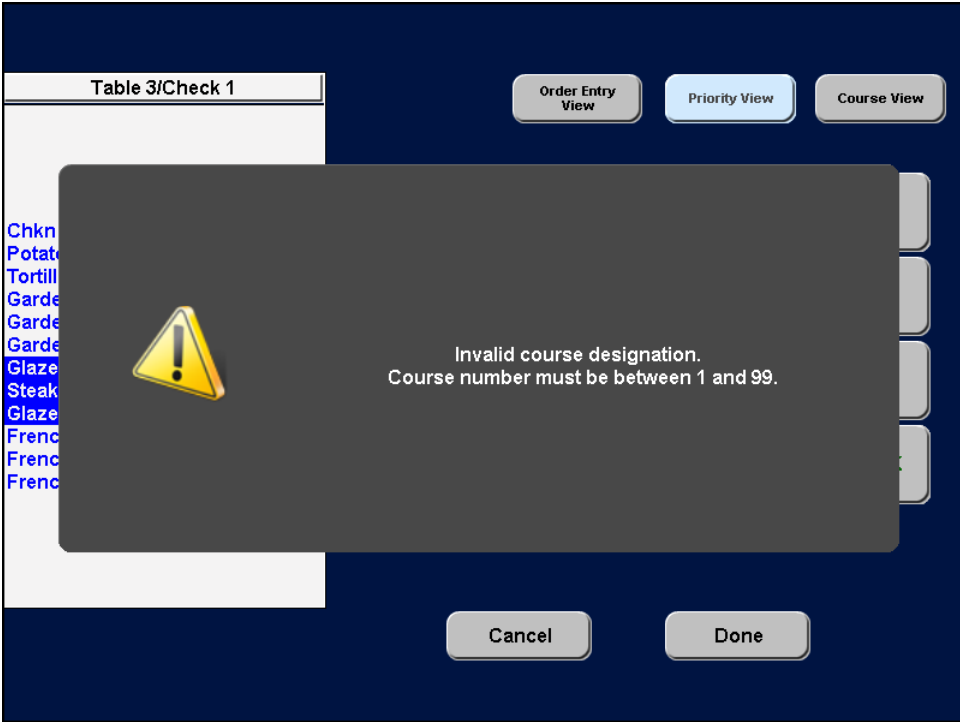 Table 3/Check 1
Order Entry
View
Priority View
Course View
Chkn
Potat
Tortill
Garde
Garde
Garde
Glaze
Steak
Glaze
Frenc
Frenc
Frenc
Invalid course designation.
Course number must be between 1 and 99.
Cancel
Done